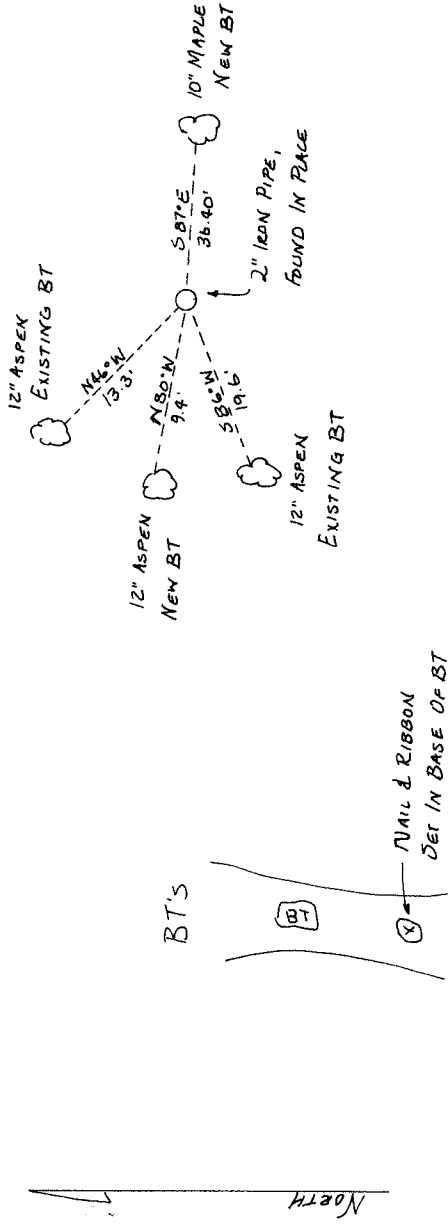 12" ASPEN
EXISTING BT
N46°W
13.3'
12" ASPEN
NEW BT
N80°W
9.4'
S86°W
19.6'
12" ASPEN
EXISTING BT
S87°E
36.40'
10" MAPLE
NEW BT
2" IRON PIPE,
FOUND IN PLACE
BT'S
BT
X
NAIL & RIBBON
SET IN BASE OF BT
NORTH